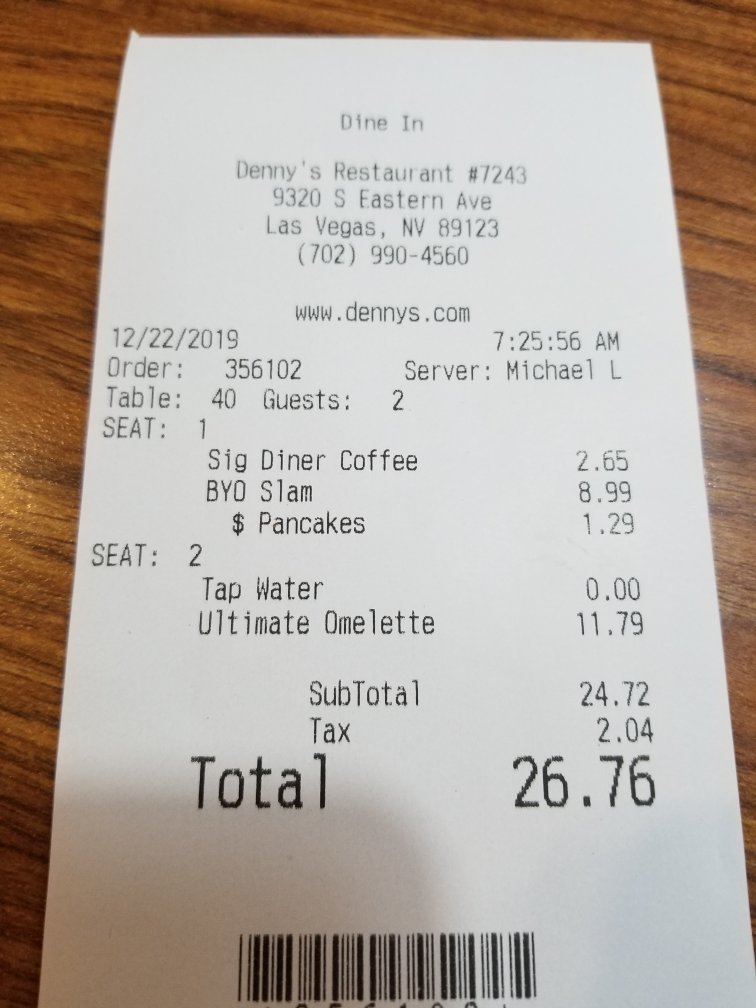 Dine In
Denny's Restaurant #7243
9320 S Eastern Ave
Las Vegas, NV 89123
(702) 990-4560
www.dennys.com
12/22/2019 7:25:56 AM
Order: 356102 Server: Michael L
Table: 40 Guests: 2
SEAT: 1
Sig Diner Coffee 2.65
BYO Slam 8.99
$ Pancakes 1.29
SEAT: 2
Tap Water 0.00
Ultimate Omelette 11.79
SubTotal 24.72
Tax 2.04
Total 26.76